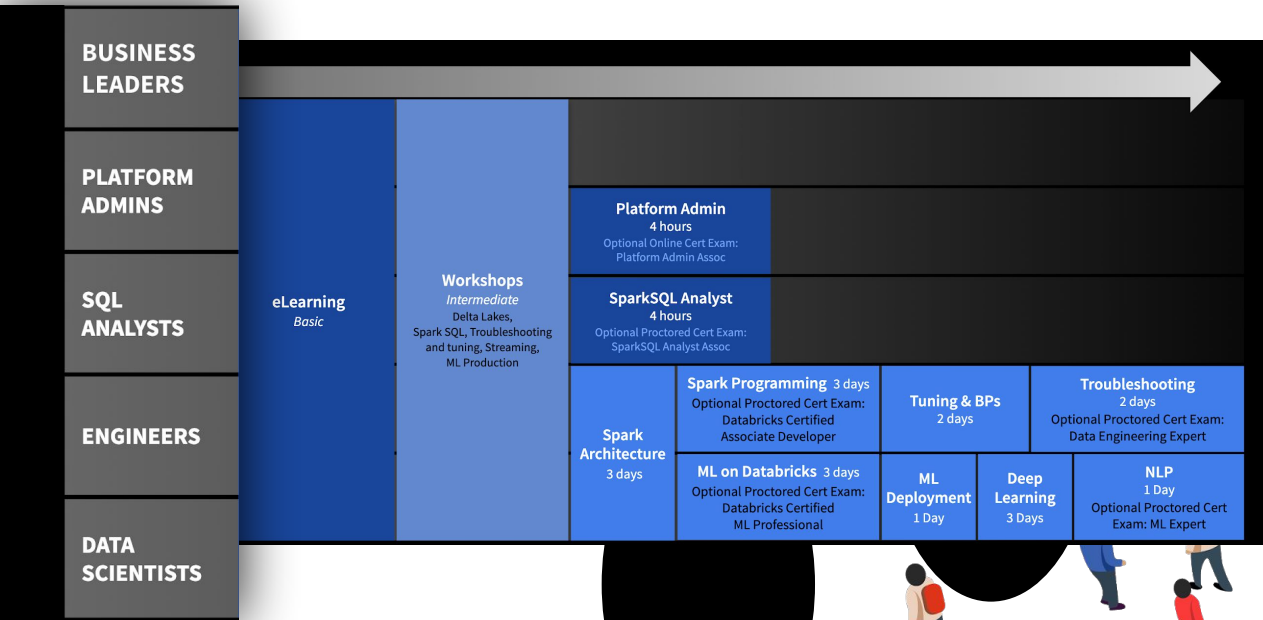 BUSINESS
LEADERS
PLATFORM
ADMINS
SQL
ANALYSTS
ENGINEERS
DATA
SCIENTISTS
eLearning
Basic
Workshops
Intermediate
Delta Lakes,
Spark SQL, Troubleshooting
and tuning, Streaming,
ML Production
Platform Admin
4 hours
Optional Online Cert Exam:
Platform Admin Assoc
SparkSQL Analyst
4 hours
Optional Proctored Cert Exam:
SparkSQL Analyst Assoc
Spark
Architecture
3 days
Spark Programming 3 days
Optional Proctored Cert Exam:
Databricks Certified
Associate Developer
Tuning & BPs
2 days
Troubleshooting
2 days
Optional Proctored Cert Exam:
Data Engineering Expert
ML on Databricks 3 days
Optional Proctored Cert Exam:
Databricks Certified
ML Professional
ML
Deployment
1 Day
Deep
Learning
3 Days
NLP
1 Day
Optional Proctored Cert
Exam: ML Expert